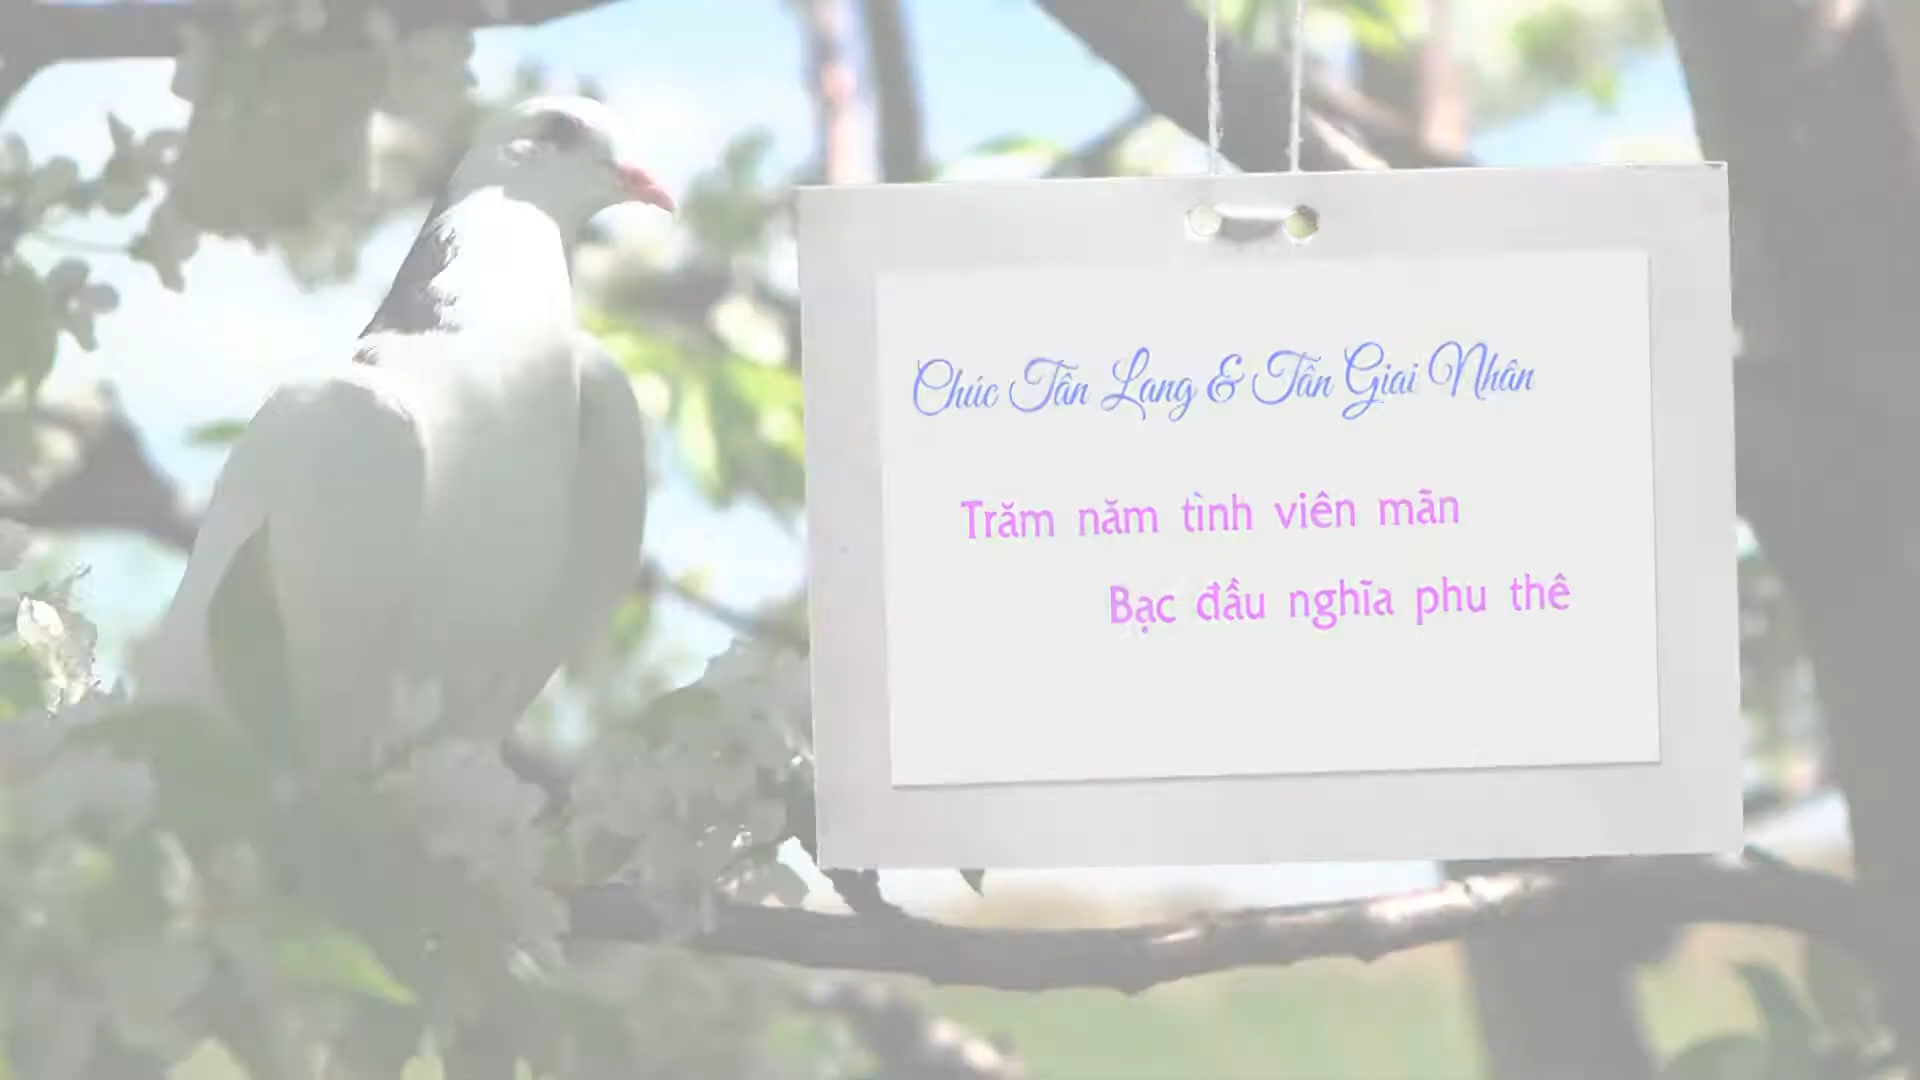 Chúc Tân Lang & Tân Giai Nhân
Trăm năm tình viên mãn
Bạc đầu nghĩa phu thê